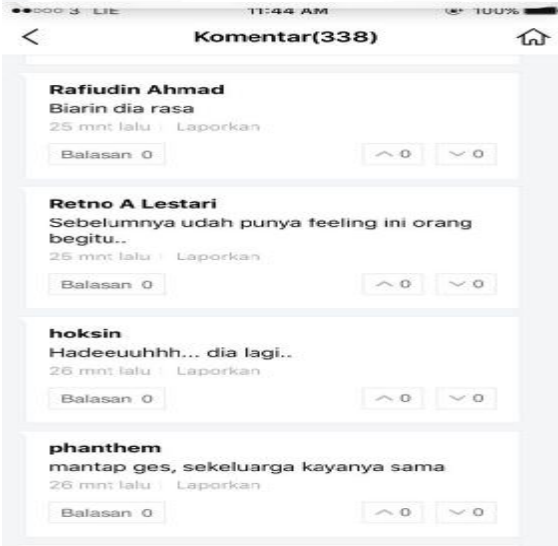 3 LTE 11:44 AM 100%
Komentar(338)
Rafiudin Ahmad
Biarin dia rasa
25 mnt lalu Laporkan
Balasan 0 0 0
Retno A Lestari
Sebelumnya udah punya feeling ini orang
begitu..
25 mnt lalu Laporkan
Balasan 0 0 0
hoksin
Hadeeuuhhh... dia lagi..
26 mnt lalu Laporkan
Balasan 0 0 0
phanthem
mantap ges, sekeluarga kayanya sama
26 mnt lalu Laporkan
Balasan 0 0 0